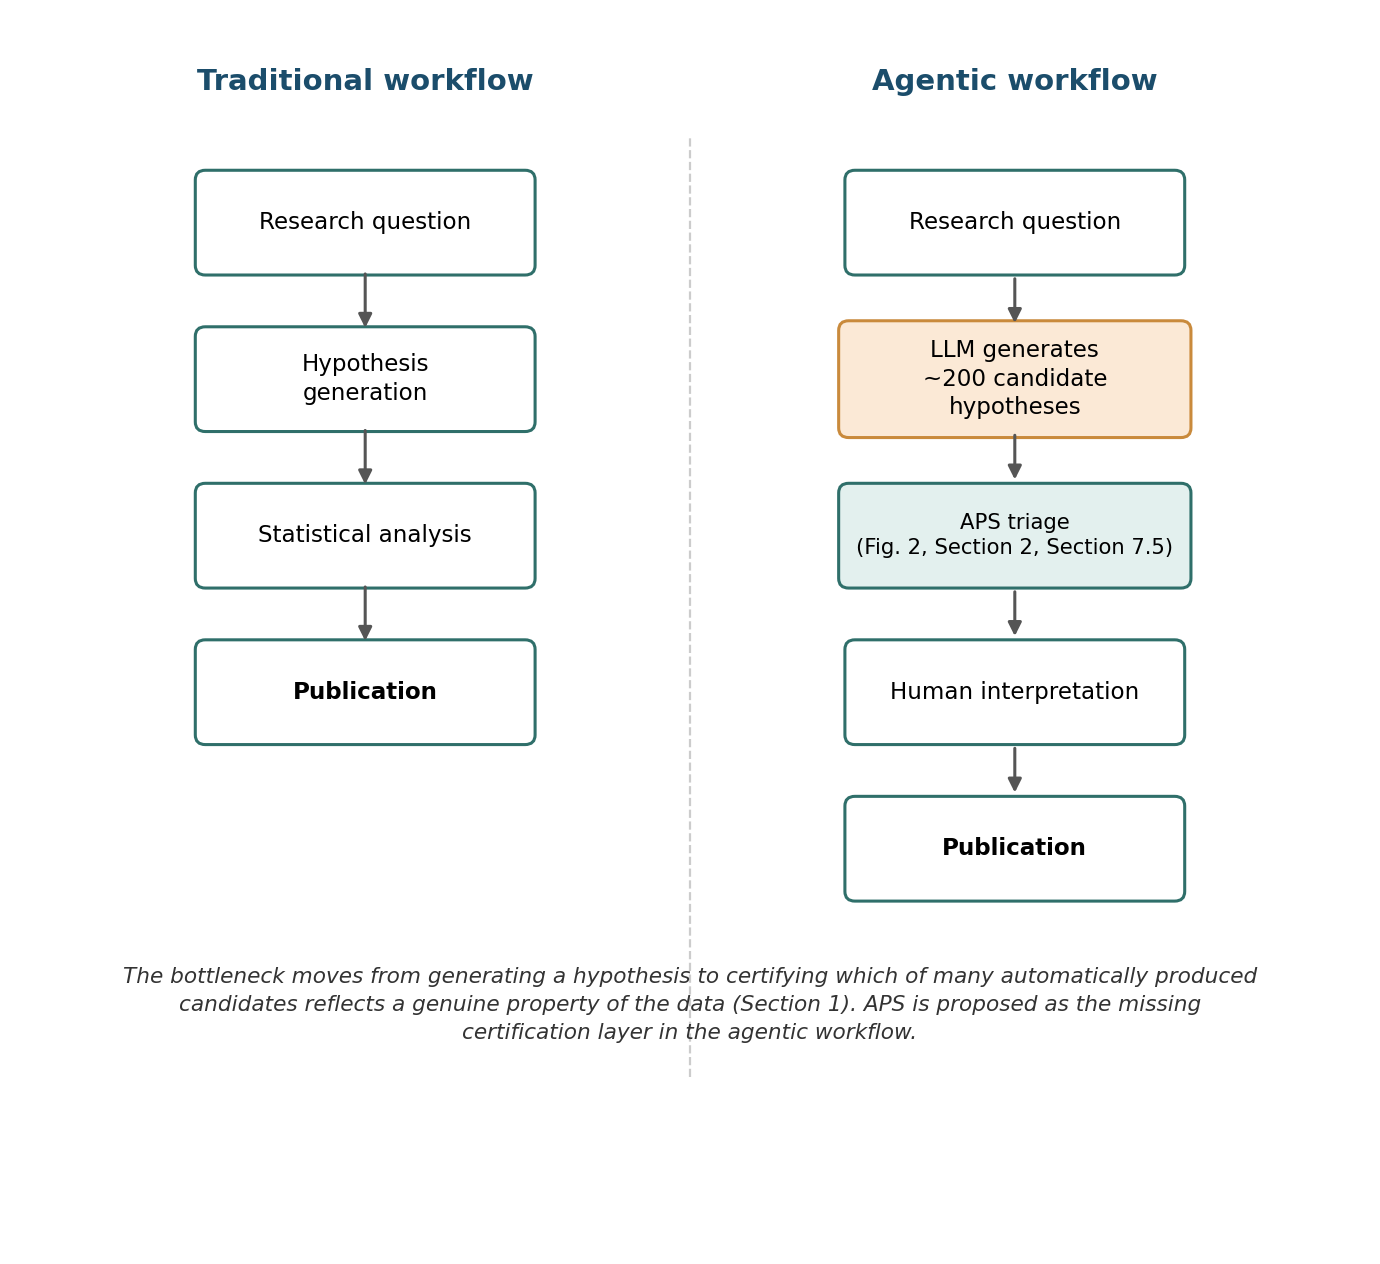 Traditional workflow
Research question
Hypothesis
generation
Statistical analysis
Publication
Agentic workflow
Research question
LLM generates
~200 candidate
hypotheses
APS triage
(Fig. 2, Section 2, Section 7.5)
Human interpretation
Publication
The bottleneck moves from generating a hypothesis to certifying which of many automatically produced
candidates reflects a genuine property of the data (Section 1). APS is proposed as the missing
certification layer in the agentic workflow.